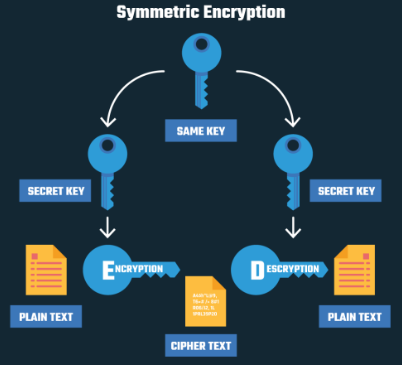 Symmetric Encryption
SAME KEY
SECRET KEY
SECRET KEY
ENCRYPTION
DESCRYPTION
PLAIN TEXT
CIPHER TEXT
PLAIN TEXT